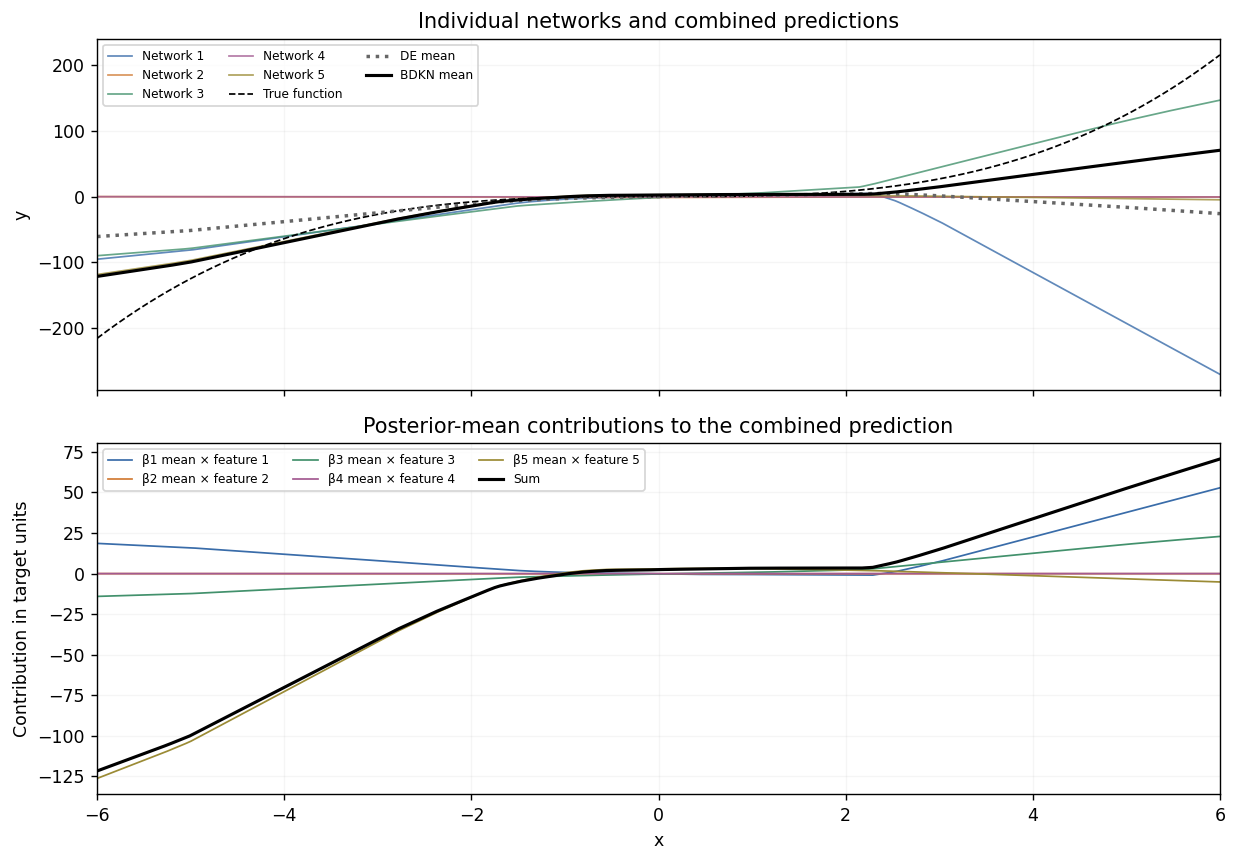 Individual networks and combined predictions
Network 1 Network 4 DE mean
Network 2 Network 5 BDKN mean
Network 3 True function
200
100
0
−100
−200
y
Posterior-mean contributions to the combined prediction
β1 mean × feature 1 β3 mean × feature 3 β5 mean × feature 5
β2 mean × feature 2 β4 mean × feature 4 Sum
75
50
25
0
−25
−50
−75
−100
−125
Contribution in target units
−6 −4 −2 0 2 4 6
x